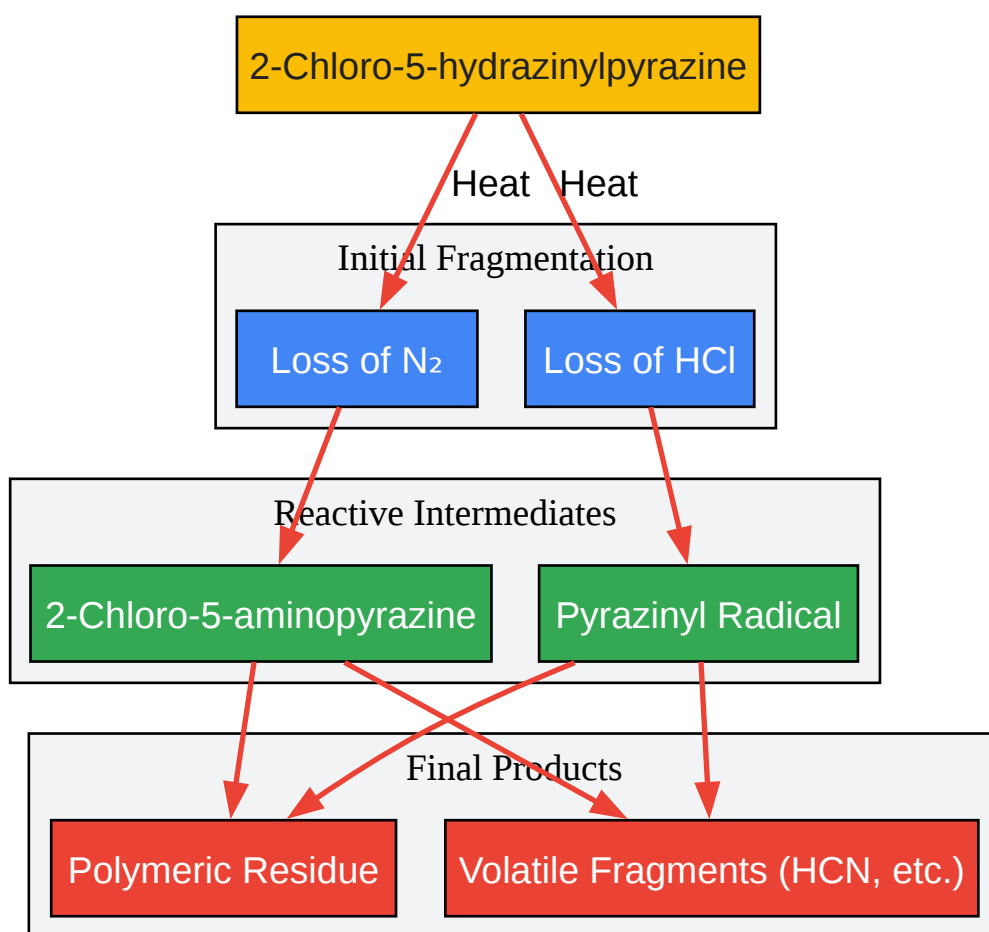 2-Chloro-5-hydrazinylpyrazine
Heat Heat
Initial Fragmentation
Loss of N₂ Loss of HCl
Reactive Intermediates
2-Chloro-5-aminopyrazine Pyrazinyl Radical
Final Products
Polymeric Residue Volatile Fragments (HCN, etc.)